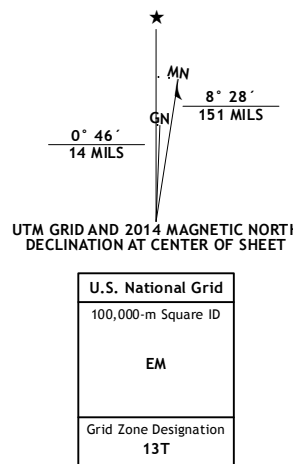 ★
MN
GN
8° 28´
151 MILS
0° 46´
14 MILS
UTM GRID AND 2014 MAGNETIC NORTH
DECLINATION AT CENTER OF SHEET
U.S. National Grid
100,000-m Square ID
EM
Grid Zone Designation
13T